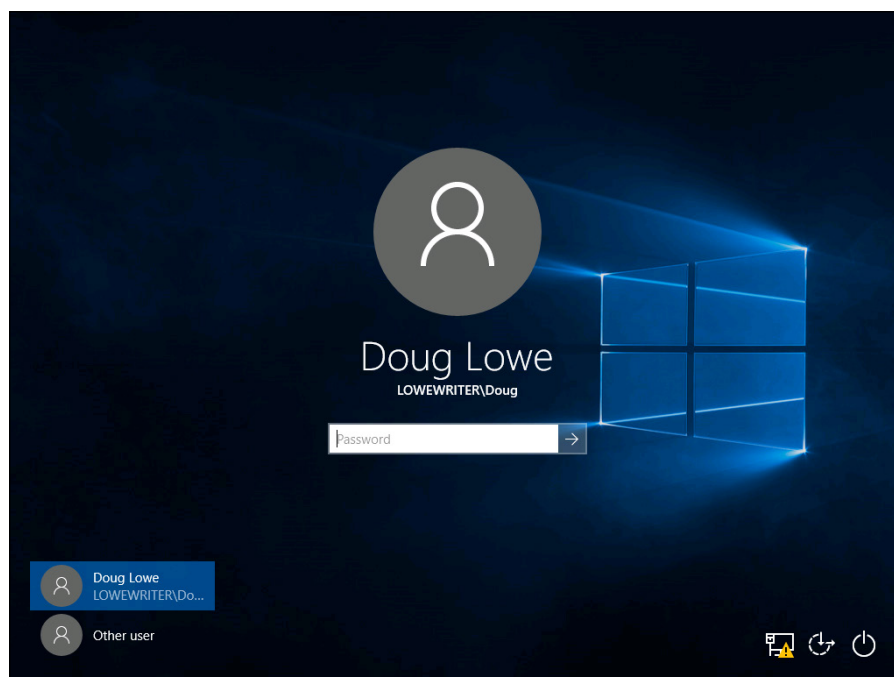 Doug Lowe
LOWEWRITER\Doug
Password
Doug Lowe
LOWEWRITER\Do...
Other user